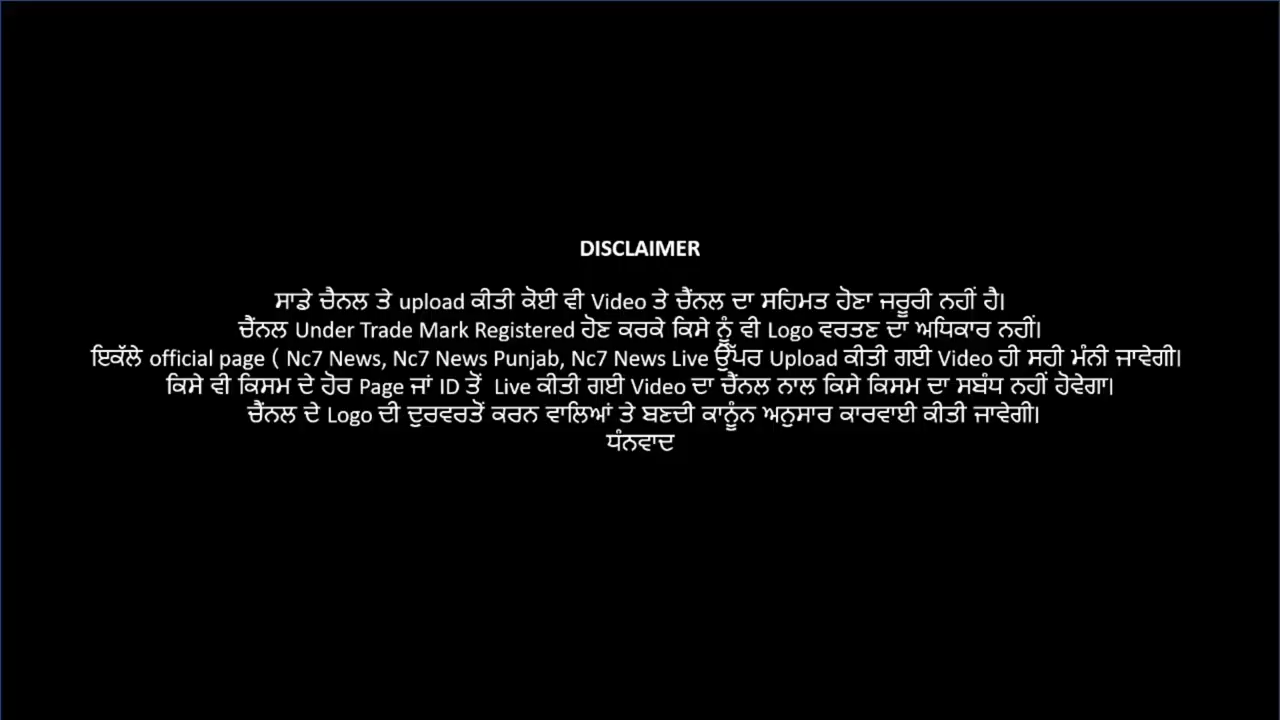 DISCLAIMER
ਸਾਡੇ ਚੈਨਲ ਤੇ upload ਕੀਤੀ ਕੋਈ ਵੀ Video ਤੇ ਚੈਂਨਲ ਦਾ ਸਹਿਮਤ ਹੋਣਾ ਜਰੂਰੀ ਨਹੀਂ ਹੈ।
ਚੈਂਨਲ Under Trade Mark Registered ਹੋਣ ਕਰਕੇ ਕਿਸੇ ਨੂੰ ਵੀ Logo ਵਰਤਣ ਦਾ ਅਧਿਕਾਰ ਨਹੀਂ।
ਇਕੱਲੇ official page ( Nc7 News, Nc7 News Punjab, Nc7 News Live ਉੱਪਰ Upload ਕੀਤੀ ਗਈ Video ਹੀ ਸਹੀ ਮੰਨੀ ਜਾਵੇਗੀ।
ਕਿਸੇ ਵੀ ਕਿਸਮ ਦੇ ਹੋਰ Page ਜਾਂ ID ਤੋਂ Live ਕੀਤੀ ਗਈ Video ਦਾ ਚੈਂਨਲ ਨਾਲ ਕਿਸੇ ਕਿਸਮ ਦਾ ਸਬੰਧ ਨਹੀਂ ਹੋਵੇਗਾ।
ਚੈਂਨਲ ਦੇ Logo ਦੀ ਦੁਰਵਰਤੋਂ ਕਰਨ ਵਾਲਿਆਂ ਤੇ ਬਣਦੀ ਕਾਨੂੰਨ ਅਨੁਸਾਰ ਕਾਰਵਾਈ ਕੀਤੀ ਜਾਵੇਗੀ।
ਧੰਨਵਾਦ